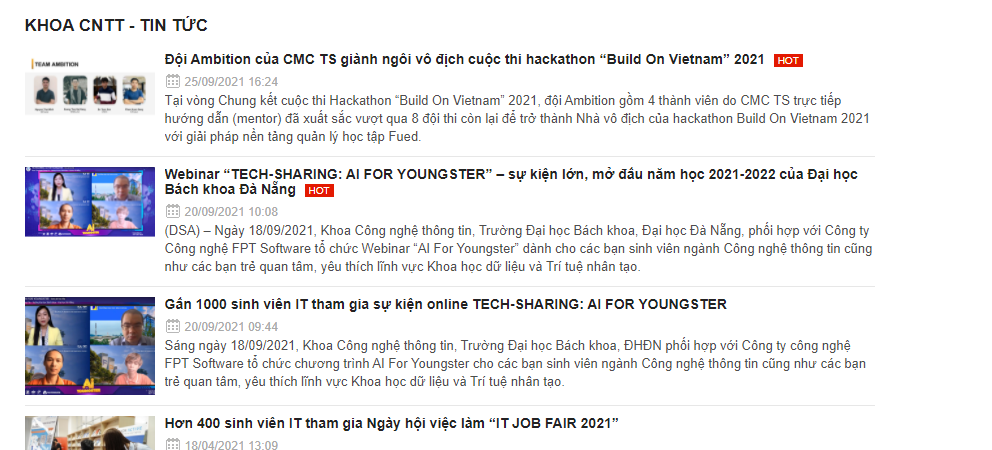 KHOA CNTT - TIN TỨC
TEAM AMBITION
Đội Ambition của CMC TS giành ngôi vô địch cuộc thi hackathon “Build On Vietnam” 2021 HOT
25/09/2021 16:24
Tại vòng Chung kết cuộc thi Hackathon “Build On Vietnam” 2021, đội Ambition gồm 4 thành viên do CMC TS trực tiếp
hướng dẫn (mentor) đã xuất sắc vượt qua 8 đội thi còn lại để trở thành Nhà vô địch của hackathon Build On Vietnam 2021
với giải pháp nền tảng quản lý học tập Fued.
Webinar “TECH-SHARING: AI FOR YOUNGSTER” – sự kiện lớn, mở đầu năm học 2021-2022 của Đại học
Bách khoa Đà Nẵng HOT
20/09/2021 10:08
(DSA) – Ngày 18/09/2021, Khoa Công nghệ thông tin, Trường Đại học Bách khoa, Đại học Đà Nẵng, phối hợp với Công ty
Công nghệ FPT Software tổ chức Webinar “AI For Youngster” dành cho các bạn sinh viên ngành Công nghệ thông tin cũng
như các bạn trẻ quan tâm, yêu thích lĩnh vực Khoa học dữ liệu và Trí tuệ nhân tạo.
Gần 1000 sinh viên IT tham gia sự kiện online TECH-SHARING: AI FOR YOUNGSTER
20/09/2021 09:44
Sáng ngày 18/09/2021, Khoa Công nghệ thông tin, Trường Đại học Bách khoa, ĐHĐN phối hợp với Công ty công nghệ
FPT Software tổ chức chương trình AI For Youngster cho các bạn sinh viên ngành Công nghệ thông tin cũng như các bạn
trẻ quan tâm, yêu thích lĩnh vực Khoa học dữ liệu và Trí tuệ nhân tạo.
AI
Hơn 400 sinh viên IT tham gia Ngày hội việc làm “IT JOB FAIR 2021”
18/04/2021 13:09